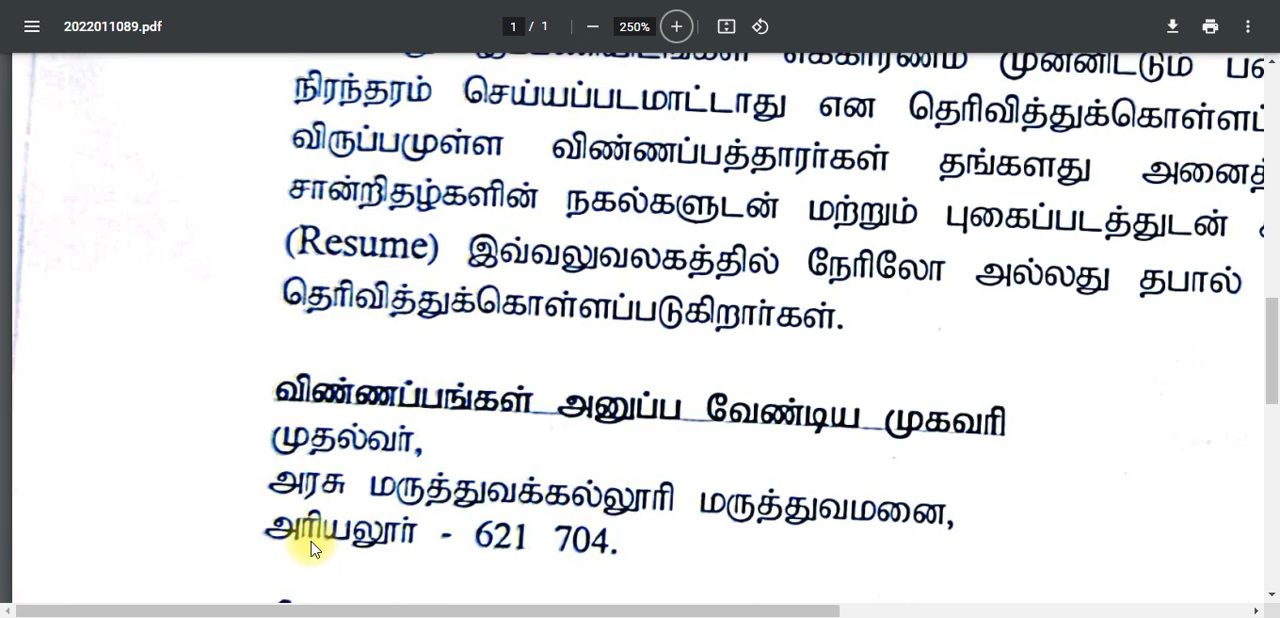 2022011089.pdf 1 / 1 250%
எக்காரணம் முன்னிட்டும்
நிரந்தரம் செய்யப்படமாட்டாது என
விருப்பமுள்ள விண்ணப்பத்தாரர்கள் தங்களது
சான்றிதழ்களின் நகல்களுடன் மற்றும் புகைப்படத்துடன்
(Resume) இவ்வலுவலகத்தில் நேரிலோ அல்லது தபால்
தெரிவித்துக்கொள்ளப்படுகிறார்கள்.
விண்ணப்பங்கள் அனுப்ப வேண்டிய முகவரி
முதல்வர்,
அரசு மருத்துவக்கல்லூரி மருத்துவமனை,
அரியலூர் - 621 704.